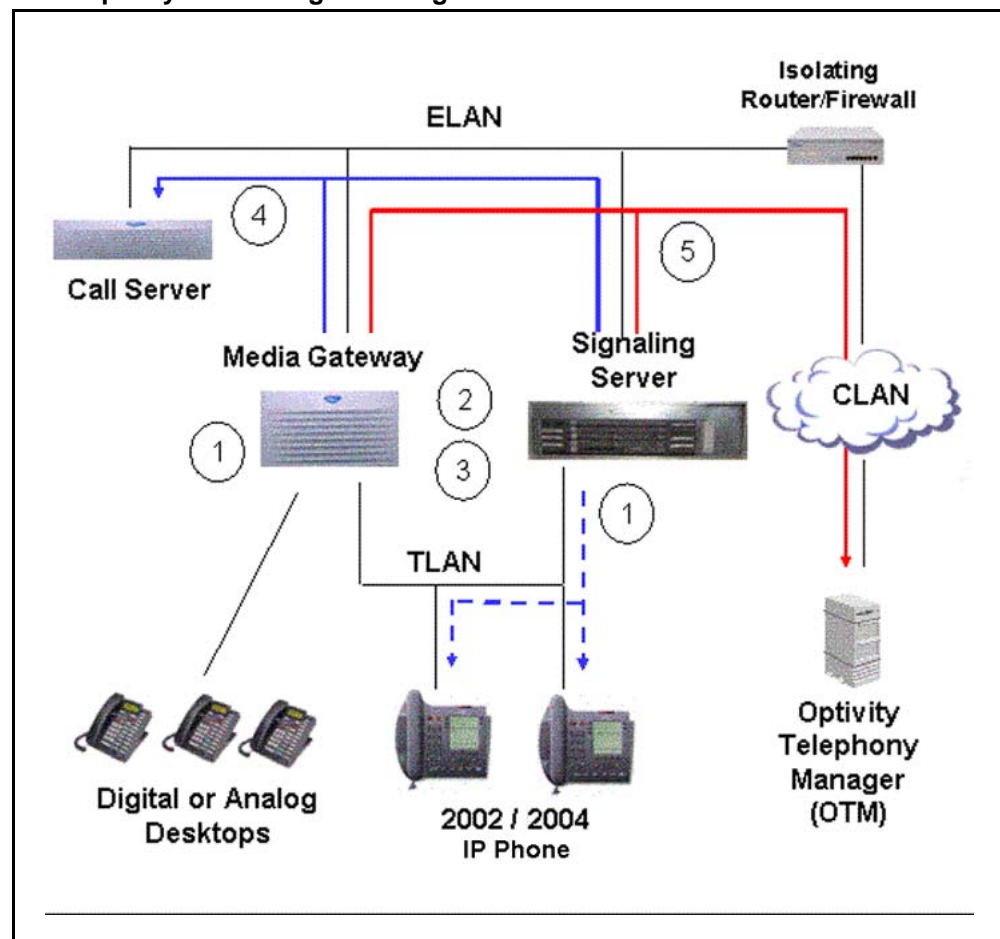 Isolating
Router/Firewall
ELAN
4
5
Call Server
Media Gateway
Signaling
Server
2
CLAN
1
3
1
TLAN
Digital or Analog
Desktops
2002 / 2004
IP Phone
Optivity
Telephony
Manager
(OTM)